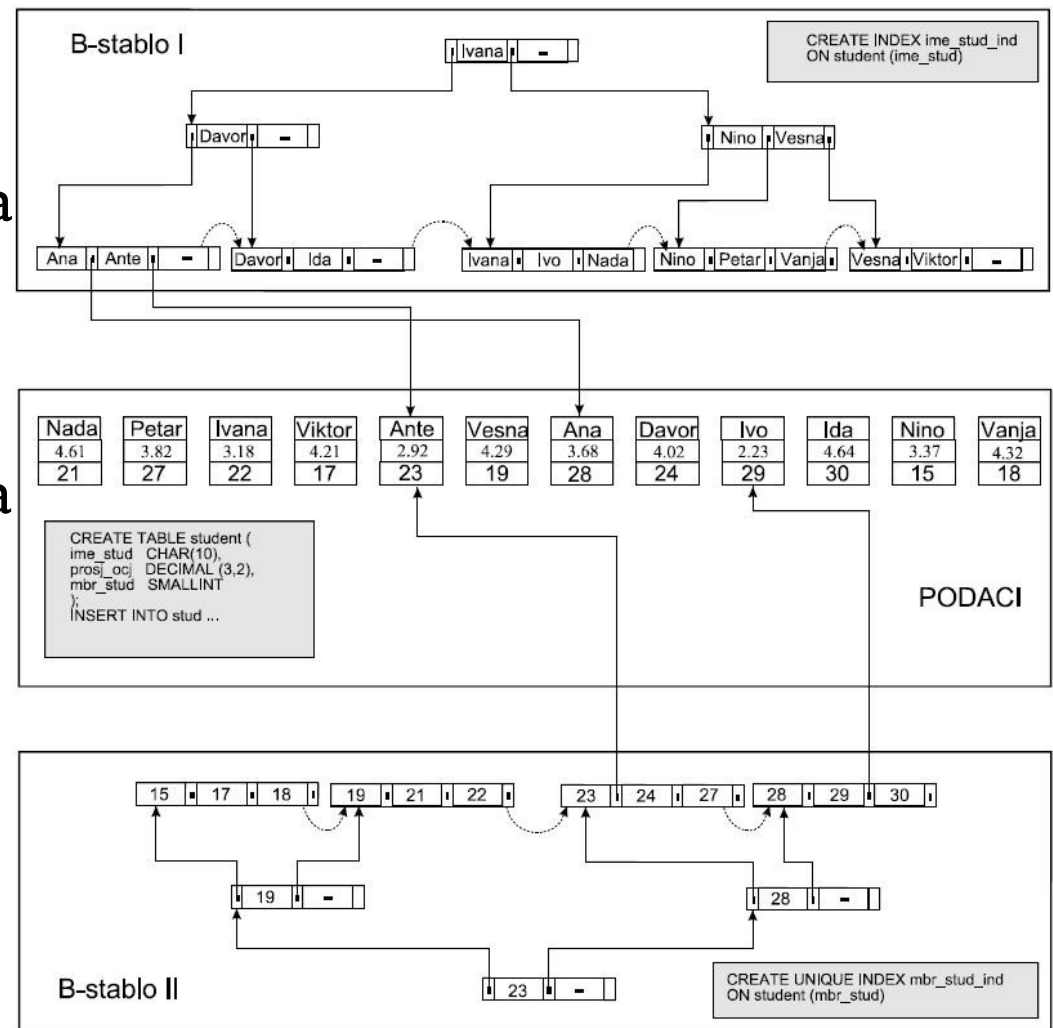 B-stablo I
CREATE INDEX ime_stud_ind
ON student (ime_stud)
Ivana -
Davor -
Nino Vesna
a
Ana Ante -
Davor Ida -
Ivana Ivo Nada
Nino Petar Vanja
Vesna Viktor -
Nada Petar Ivana Viktor Ante Vesna Ana Davor Ivo Ida Nino Vanja
4.61 3.82 3.18 4.21 2.92 4.29 3.68 4.02 2.23 4.64 3.37 4.32
21 27 22 17 23 19 28 24 29 30 15 18
a
CREATE TABLE student (
ime_stud CHAR(10),
prosj_ocj DECIMAL (3,2),
mbr_stud SMALLINT
);
INSERT INTO stud ...
PODACI
15 17 18
19 21 22
23 24 27
28 29 30
19 -
28 -
23 -
B-stablo II
CREATE UNIQUE INDEX mbr_stud_ind
ON student (mbr_stud)